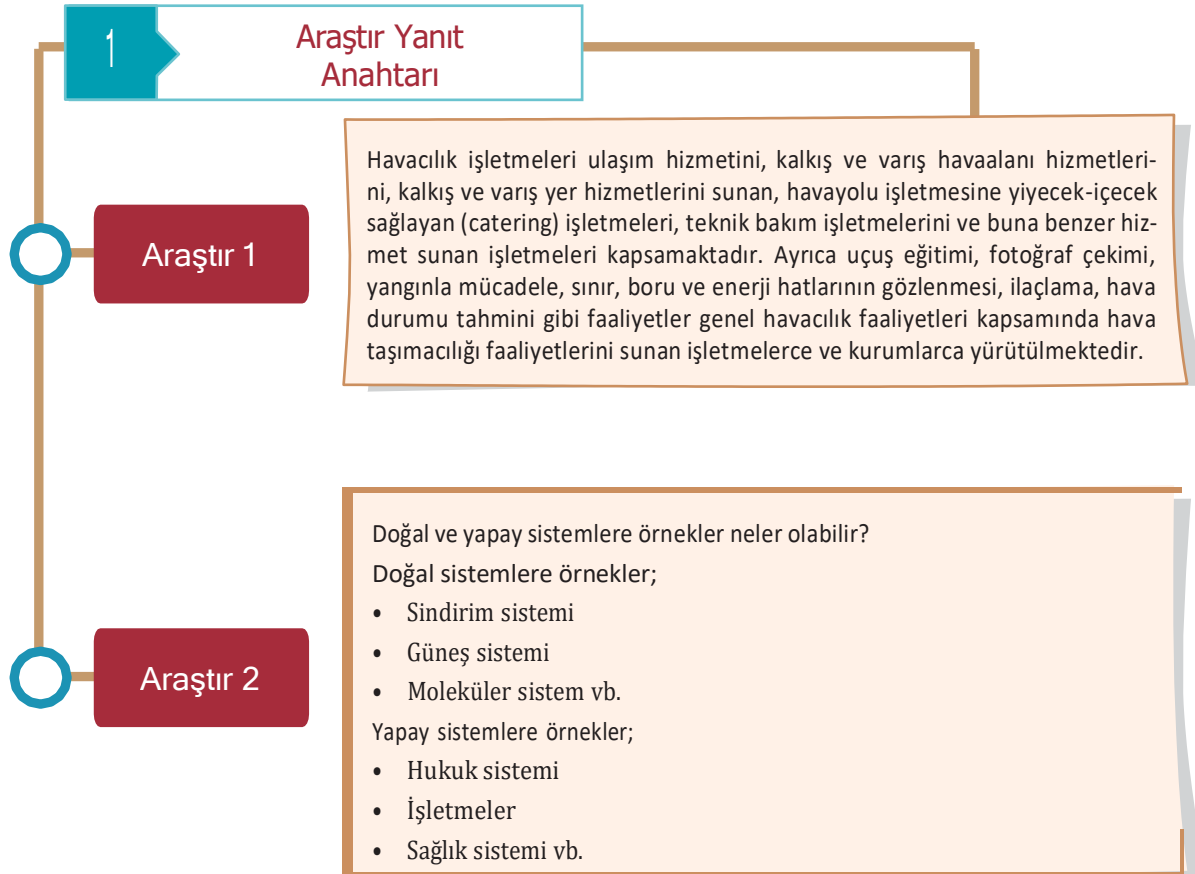 1
Araştır Yanıt
Anahtarı
Araştır 1
Havacılık işletmeleri ulaşım hizmetini, kalkış ve varış havaalanı hizmetleri-
ni, kalkış ve varış yer hizmetlerini sunan, havayolu işletmesine yiyecek-içecek
sağlayan (catering) işletmeleri, teknik bakım işletmelerini ve buna benzer hiz-
met sunan işletmeleri kapsamaktadır. Ayrıca uçuş eğitimi, fotoğraf çekimi,
yangınla mücadele, sınır, boru ve enerji hatlarının gözlenmesi, ilaçlama, hava
durumu tahmini gibi faaliyetler genel havacılık faaliyetleri kapsamında hava
taşımacılığı faaliyetlerini sunan işletmelerce ve kurumlarca yürütülmektedir.
Araştır 2
Doğal ve yapay sistemlere örnekler neler olabilir?
Doğal sistemlere örnekler;
• Sindirim sistemi
• Güneş sistemi
• Moleküler sistem vb.
Yapay sistemlere örnekler;
• Hukuk sistemi
• İşletmeler
• Sağlık sistemi vb.